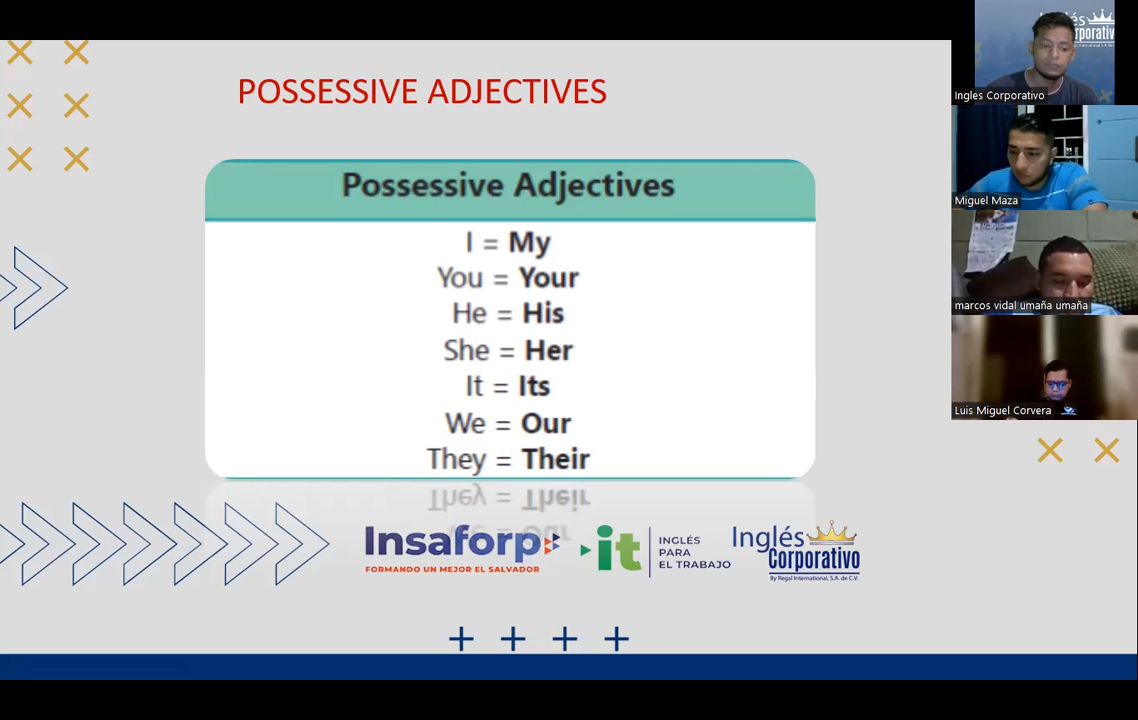 POSSESSIVE ADJECTIVES
Possessive Adjectives
I = My
You = Your
He = His
She = Her
It = Its
We = Our
They = Their
Insaforp
FORMANDO UN MEJOR EL SALVADOR
it
INGLÉS
PARA
EL TRABAJO
Inglés
Corporativo
By Regal International, S.A. de C.V.
Ingles Corporativo
Miguel Maza
marcos vidal umaña umaña
Luis Miguel Corvera